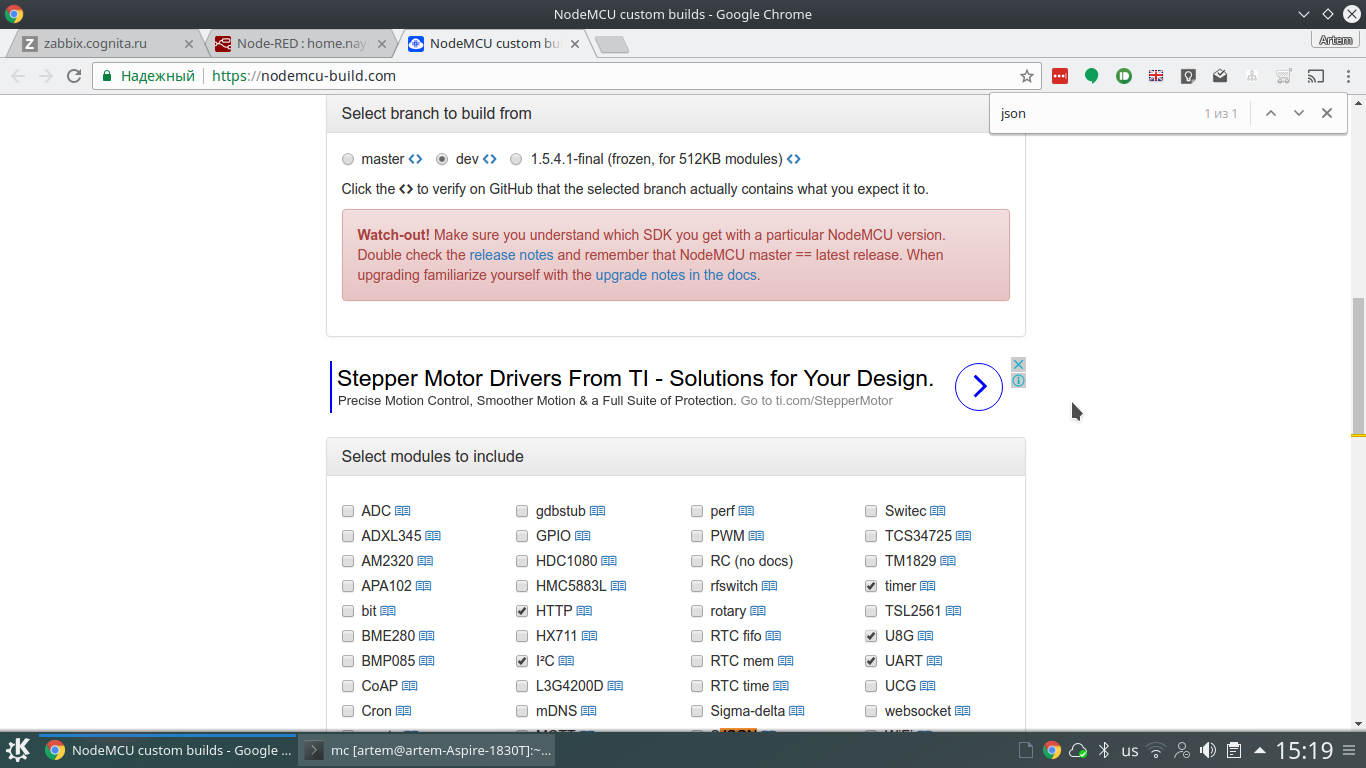 NodeMCU custom builds - Google Chrome
zabbix.cognita.ru
Node-RED : home.nay
NodeMCU custom bu
Artem
Надежный https://nodemcu-build.com
json 1 из 1
Select branch to build from
master <> dev <> 1.5.4.1-final (frozen, for 512KB modules) <>
Click the <> to verify on GitHub that the selected branch actually contains what you expect it to.
Watch-out! Make sure you understand which SDK you get with a particular NodeMCU version.
Double check the release notes and remember that NodeMCU master == latest release. When
upgrading familiarize yourself with the upgrade notes in the docs.
Stepper Motor Drivers From TI - Solutions for Your Design.
Precise Motion Control, Smoother Motion & a Full Suite of Protection. Go to ti.com/StepperMotor
Select modules to include
ADC gdbstub perf Switec
ADXL345 GPIO PWM TCS34725
AM2320 HDC1080 RC (no docs) TM1829
APA102 HMC5883L rfswitch timer
bit HTTP rotary TSL2561
BME280 HX711 RTC fifo U8G
BMP085 I²C RTC mem UART
CoAP L3G4200D RTC time UCG
Cron mDNS Sigma-delta websocket
NodeMCU custom builds - Google ...
mc [artem@artem-Aspire-1830T]:~...
us
15:19